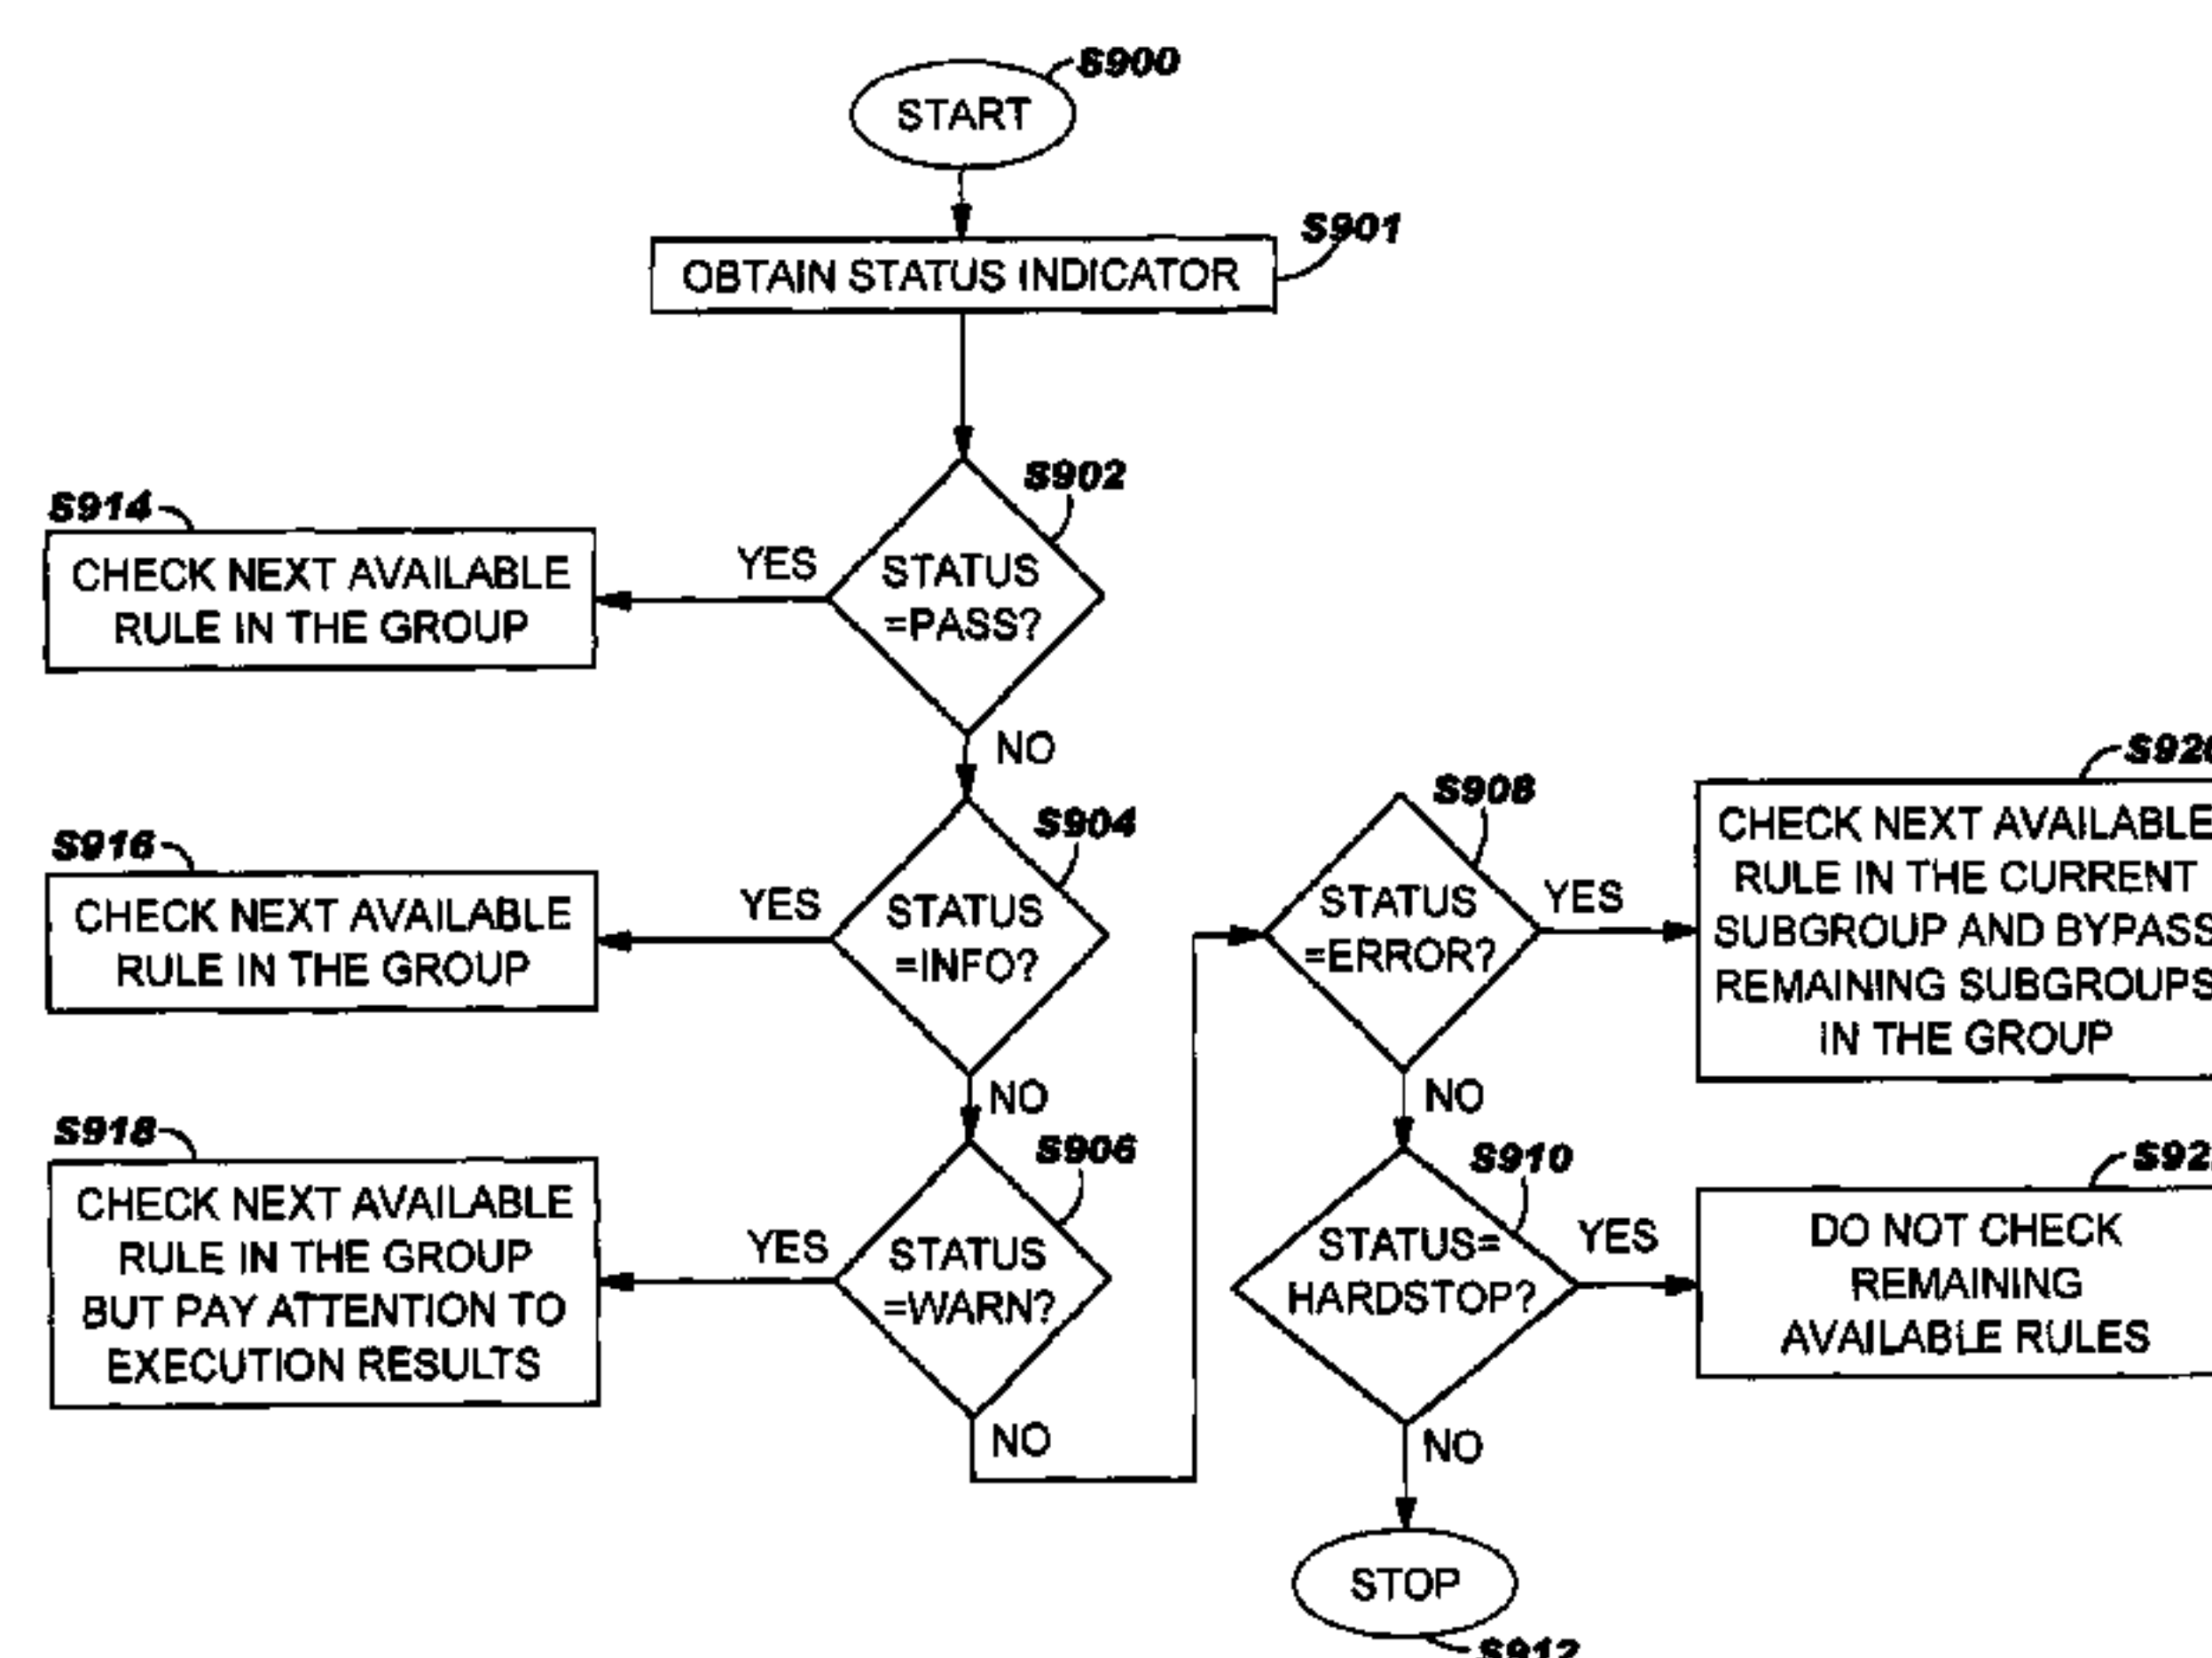 S900
START
S901
OBTAIN STATUS INDICATOR
S902
STATUS
=PASS?
YES
S914
CHECK NEXT AVAILABLE
RULE IN THE GROUP
NO
S904
STATUS
=INFO?
YES
S916
CHECK NEXT AVAILABLE
RULE IN THE GROUP
NO
S906
STATUS
=WARN?
YES
S918
CHECK NEXT AVAILABLE
RULE IN THE GROUP
BUT PAY ATTENTION TO
EXECUTION RESULTS
NO
S908
STATUS
=ERROR?
YES
CHECK NEXT AVAILABLE
RULE IN THE CURRENT
SUBGROUP AND BYPASS
REMAINING SUBGROUPS
IN THE GROUP
NO
S910
STATUS=
HARDSTOP?
YES
DO NOT CHECK
REMAINING
AVAILABLE RULES
NO
STOP
S912